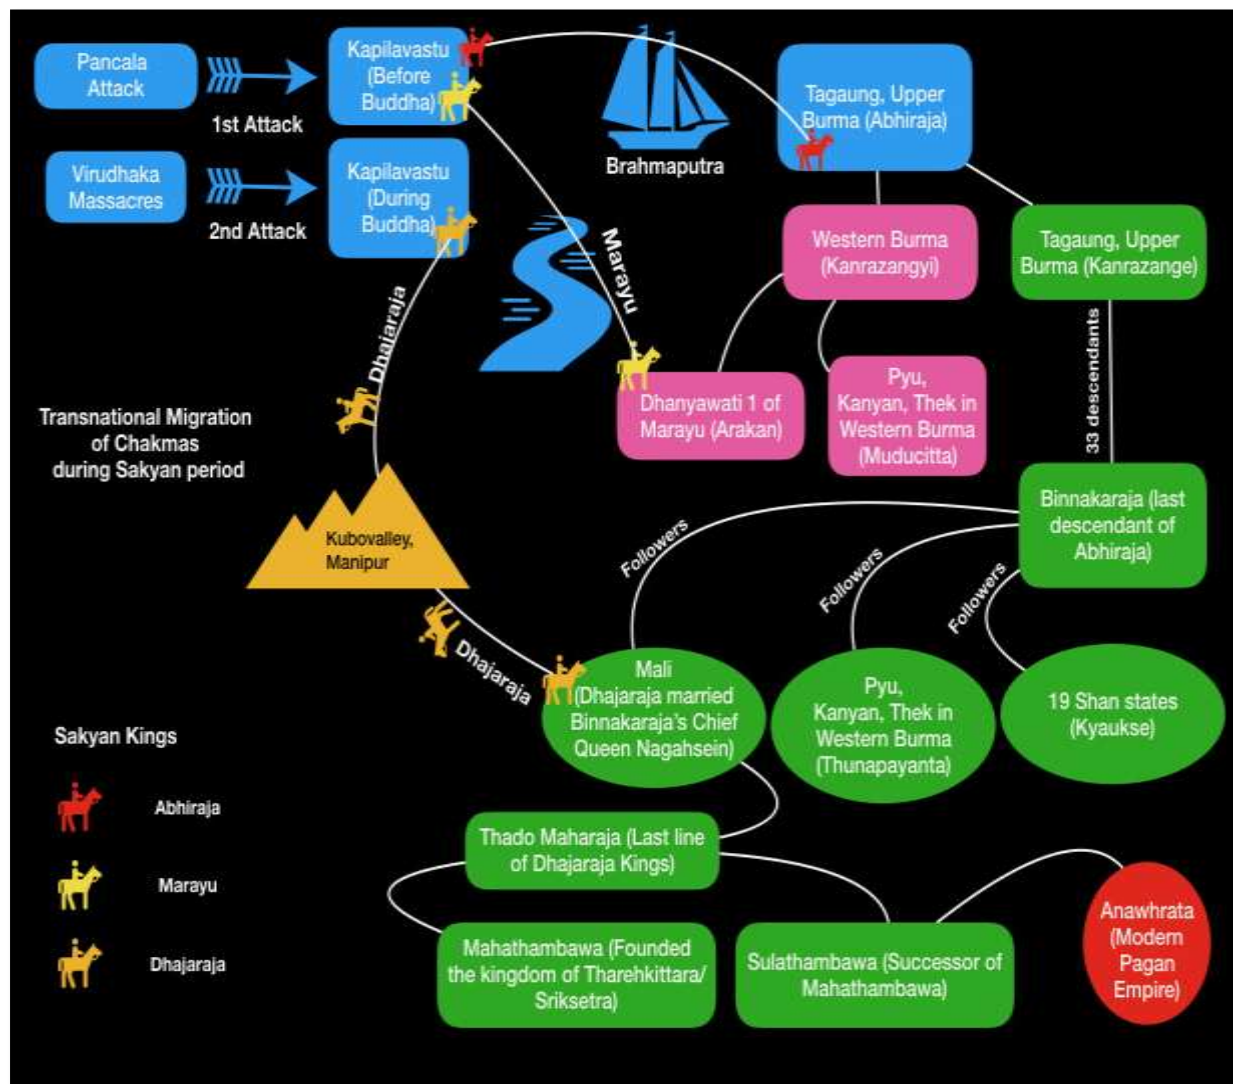 Pancala
Attack
1st Attack
Kapilavastu
(Before
Buddha)
Brahmaputra
Tagaung, Upper
Burma (Abhiraja)
Virudhaka
Massacres
2nd Attack
Kapilavastu
(During
Buddha)
Marayu
Western Burma
(Kanrazangyi)
Tagaung, Upper
Burma (Kanrazange)
Dhajaraja
33 descendants
Dhanyawati 1 of
Marayu (Arakan)
Pyu,
Kanyan, Thek in
Western Burma
(Muducitta)
Transnational Migration
of Chakmas
during Sakyan period
Kubovalley,
Manipur
Binnakaraja (last
descendant of
Abhiraja)
Followers
Followers
Followers
Dhajaraja
Mali
(Dhajaraja married
Binnakaraja's Chief
Queen Nagahsein)
Pyu,
Kanyan, Thek in
Western Burma
(Thunapayanta)
19 Shan states
(Kyaukse)
Sakyan Kings
Abhiraja
Marayu
Dhajaraja
Thado Maharaja (Last line
of Dhajaraja Kings)
Mahathambawa (Founded
the kingdom of Tharehkittara/
Sriksetra)
Sulathambawa (Successor of
Mahathambawa)
Anawhrata
(Modern
Pagan
Empire)